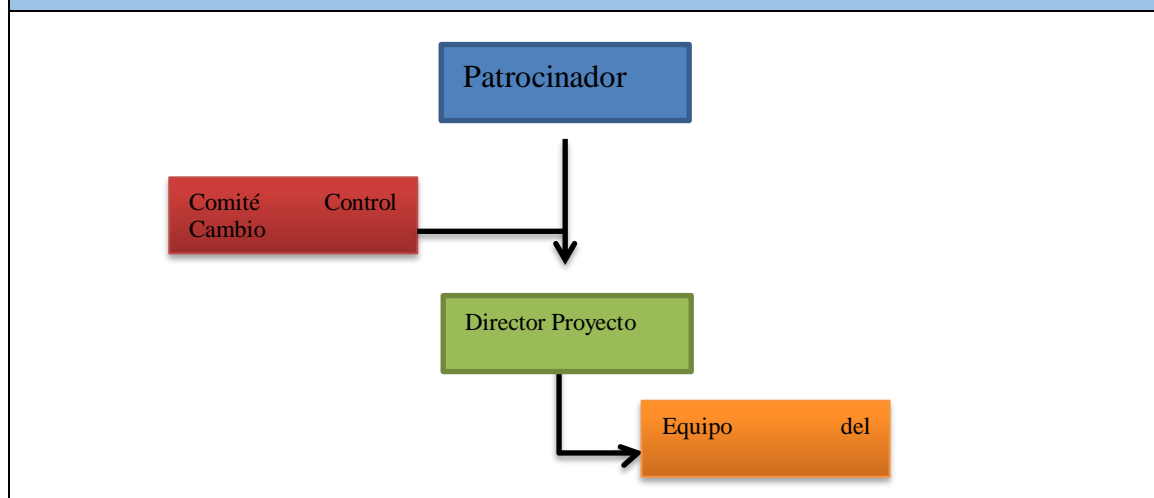 Patrocinador
Comité Control
Cambio
Director Proyecto
Equipo del